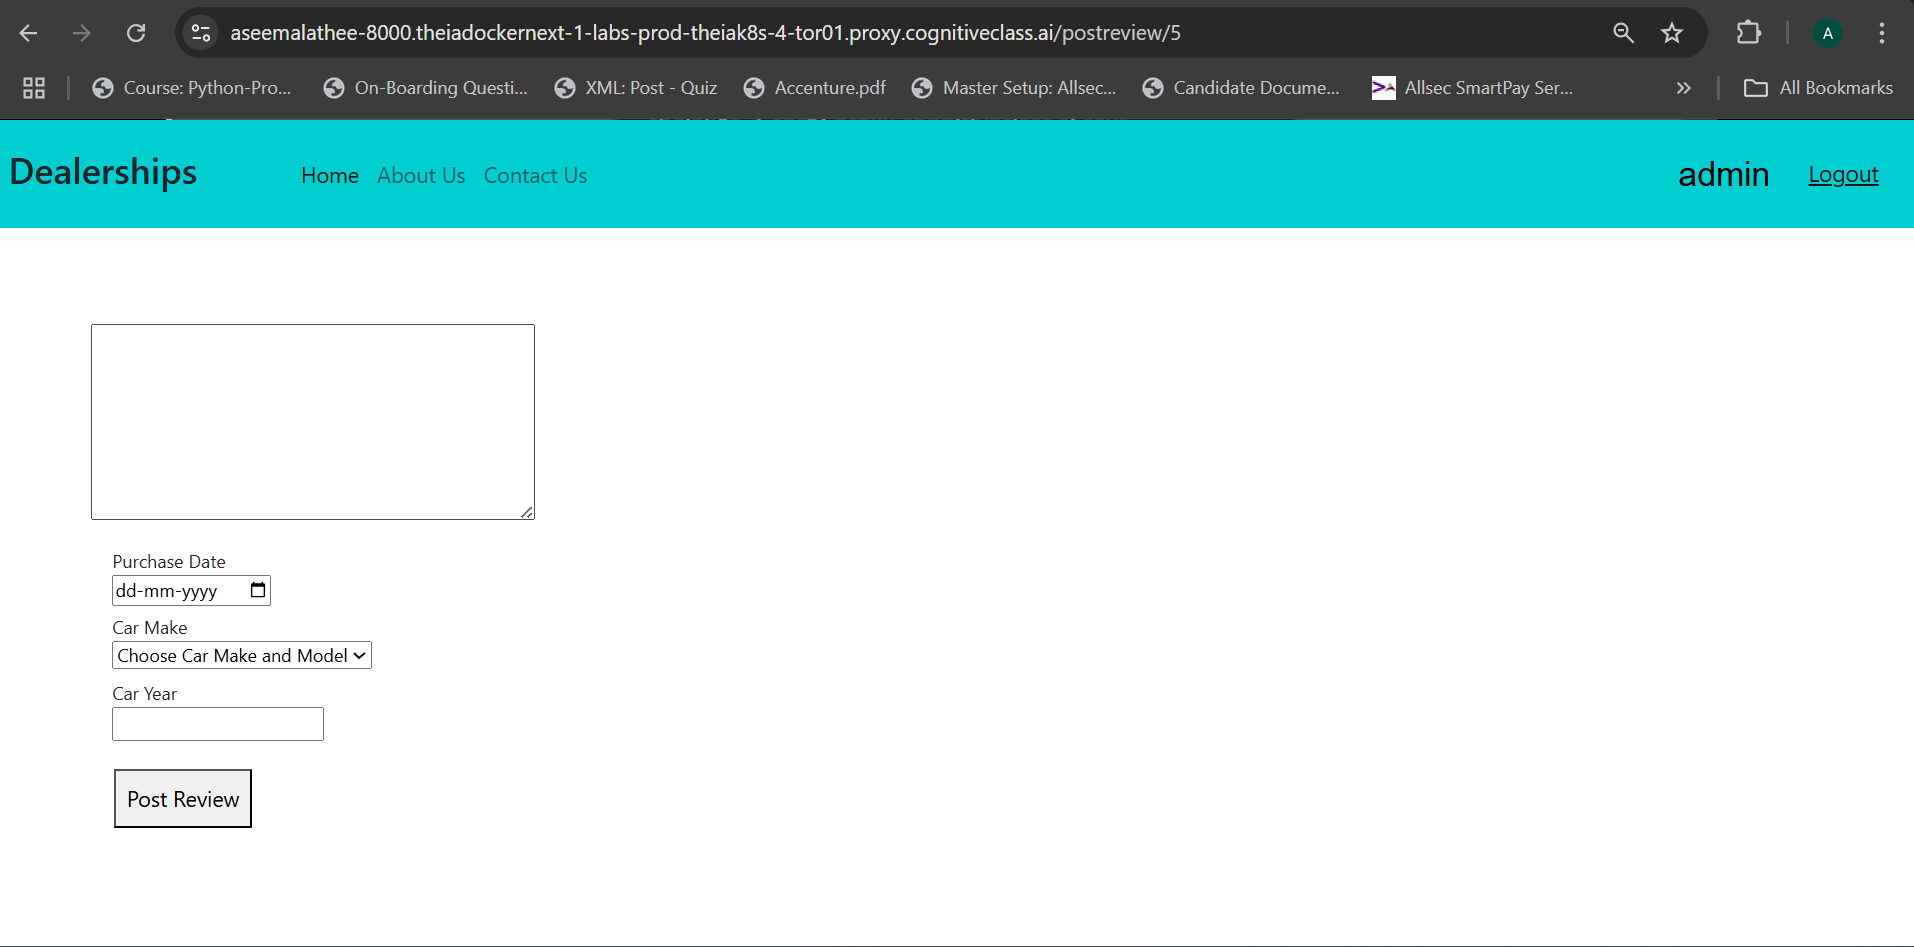 aseemalathee-8000.theiadockernext-1-labs-prod-theiak8s-4-tor01.proxy.cognitiveclass.ai/postreview/5
A
Course: Python-Pro...
On-Boarding Questi...
XML: Post - Quiz
Accenture.pdf
Master Setup: Allsec...
Candidate Docume...
Allsec SmartPay Ser...
All Bookmarks
Dealerships
Home
About Us
Contact Us
admin
Logout
Purchase Date
dd-mm-yyyy
Car Make
Choose Car Make and Model
Car Year
Post Review